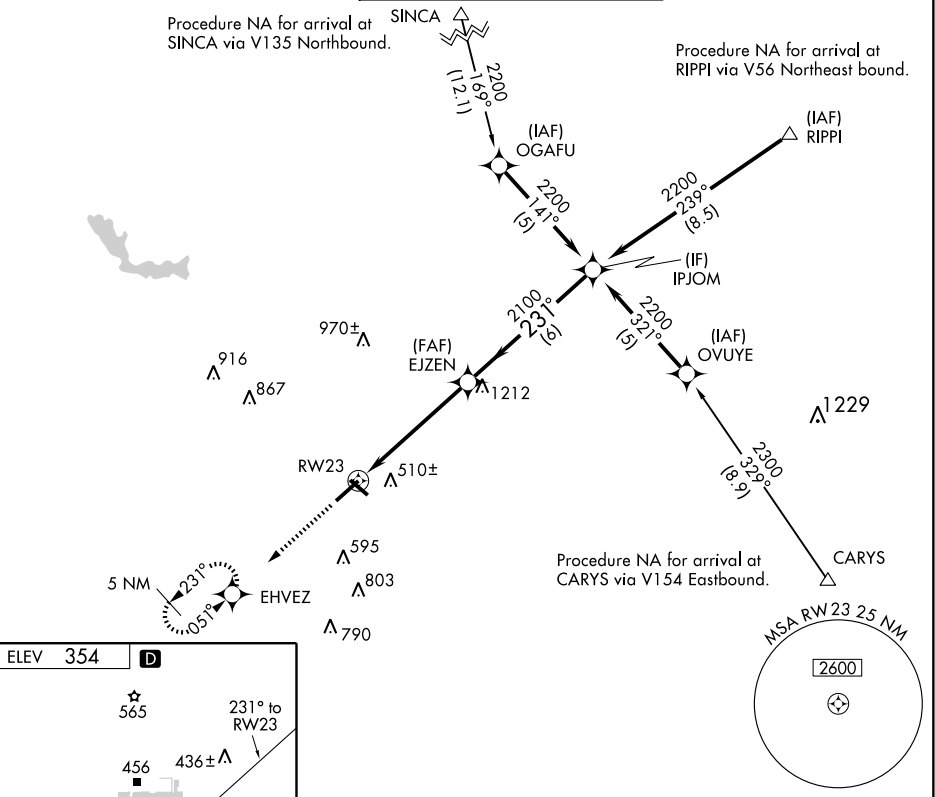 Procedure NA for arrival at
SINCA via V135 Northbound.
SINCA
2200
169°
(12.1)
Procedure NA for arrival at
RIPPI via V56 Northeast bound.
(IAF)
RIPPI
(IAF)
OGAFU
2200
141°
(5)
2200
239°
(8.5)
(IF)
IPJOM
2100
231°
(6)
2200
321°
(5)
(IAF)
OVUYE
970±
916
867
(FAF)
EJZEN
1212
1229
RW23
510±
2300
329°
(8.9)
595
803
790
Procedure NA for arrival at
CARYS via V154 Eastbound.
CARYS
5 NM
231°
051°
EHVEZ
MSA RW 23 25 NM
2600
ELEV 354
D
565
231° to
RW23
436±
456